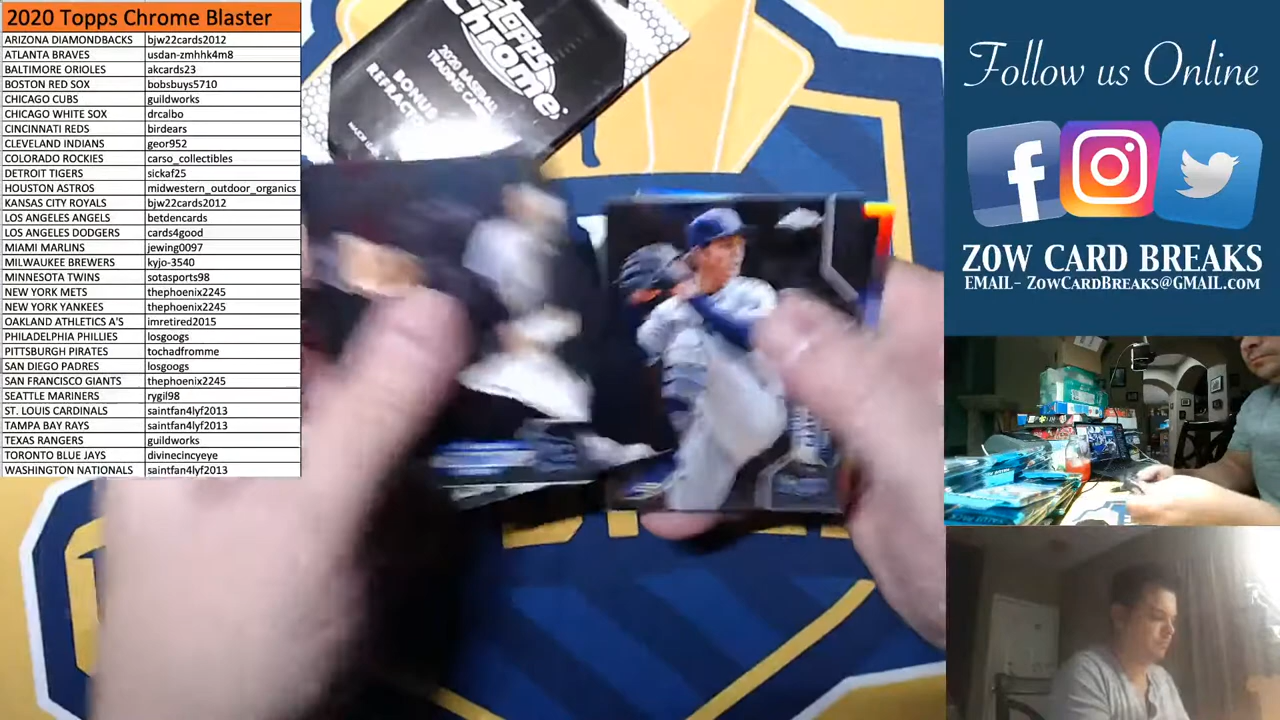 2020 Topps Chrome Blaster
ARIZONA DIAMONDBACKS bjw22cards2012
ATLANTA BRAVES usdan-zmhhk4m8
BALTIMORE ORIOLES akcards23
BOSTON RED SOX bobsbuys5710
CHICAGO CUBS guildworks
CHICAGO WHITE SOX drcalbo
CINCINNATI REDS birdears
CLEVELAND INDIANS geor952
COLORADO ROCKIES carso_collectibles
DETROIT TIGERS sickaf25
HOUSTON ASTROS midwestern_outdoor_organics
KANSAS CITY ROYALS bjw22cards2012
LOS ANGELES ANGELS betdencards
LOS ANGELES DODGERS cards4good
MIAMI MARLINS jewing0097
MILWAUKEE BREWERS kyjo-3540
MINNESOTA TWINS sotasports98
NEW YORK METS thephoenix2245
NEW YORK YANKEES thephoenix2245
OAKLAND ATHLETICS A'S imretired2015
PHILADELPHIA PHILLIES losgoogs
PITTSBURGH PIRATES tochadfromme
SAN DIEGO PADRES losgoogs
SAN FRANCISCO GIANTS thephoenix2245
SEATTLE MARINERS rygil98
ST. LOUIS CARDINALS saintfan4lyf2013
TAMPA BAY RAYS saintfan4lyf2013
TEXAS RANGERS guildworks
TORONTO BLUE JAYS divinecincyeye
WASHINGTON NATIONALS saintfan4lyf2013
Topps
Chrome
2020 BASEBALL
TRADING CARDS
BONUS
REFRACTOR
Follow us Online
ZOW CARD BREAKS
EMAIL- ZOWCARDBREAKS@GMAIL.COM